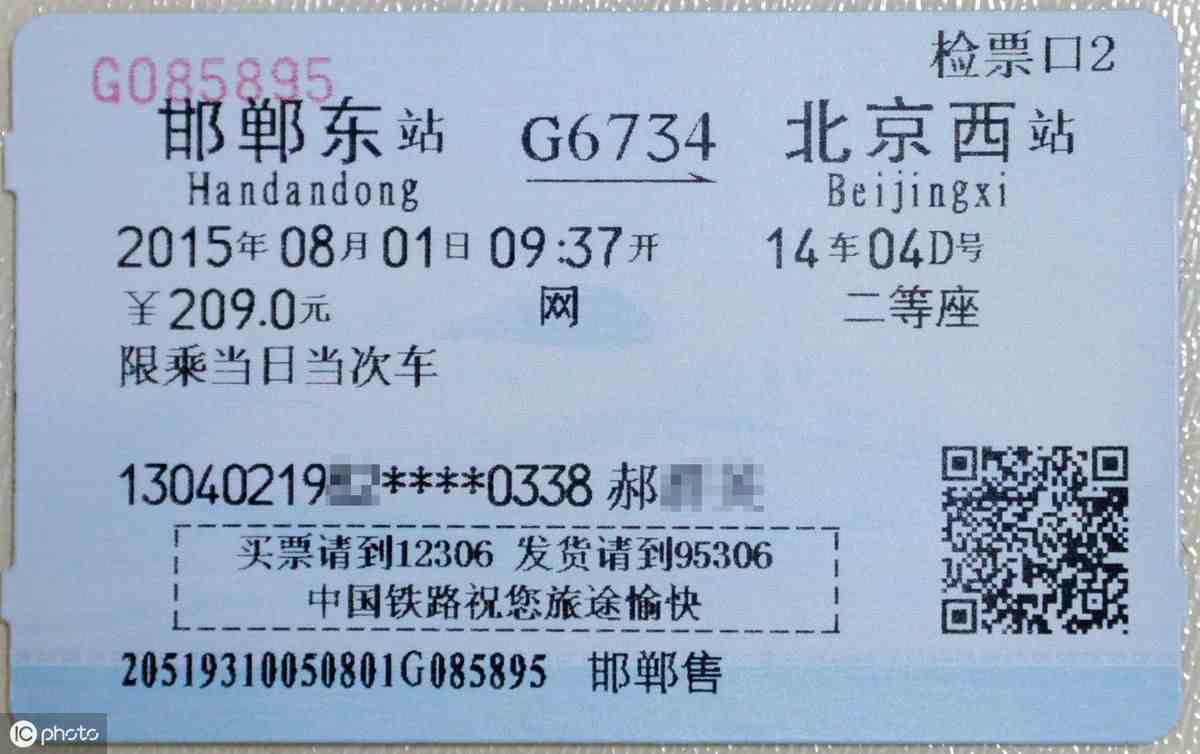 检票口2
G085895
邯郸东站 G6734 北京西站
Handandong Beijingxi
2015年08月01日09:37开 14车04D号
￥209.0元 网 二等座
限乘当日当次车
13040219****0338 郝
买票请到12306 发货请到95306
中国铁路祝您旅途愉快
20519310050801G085895 邯郸售
IC photo